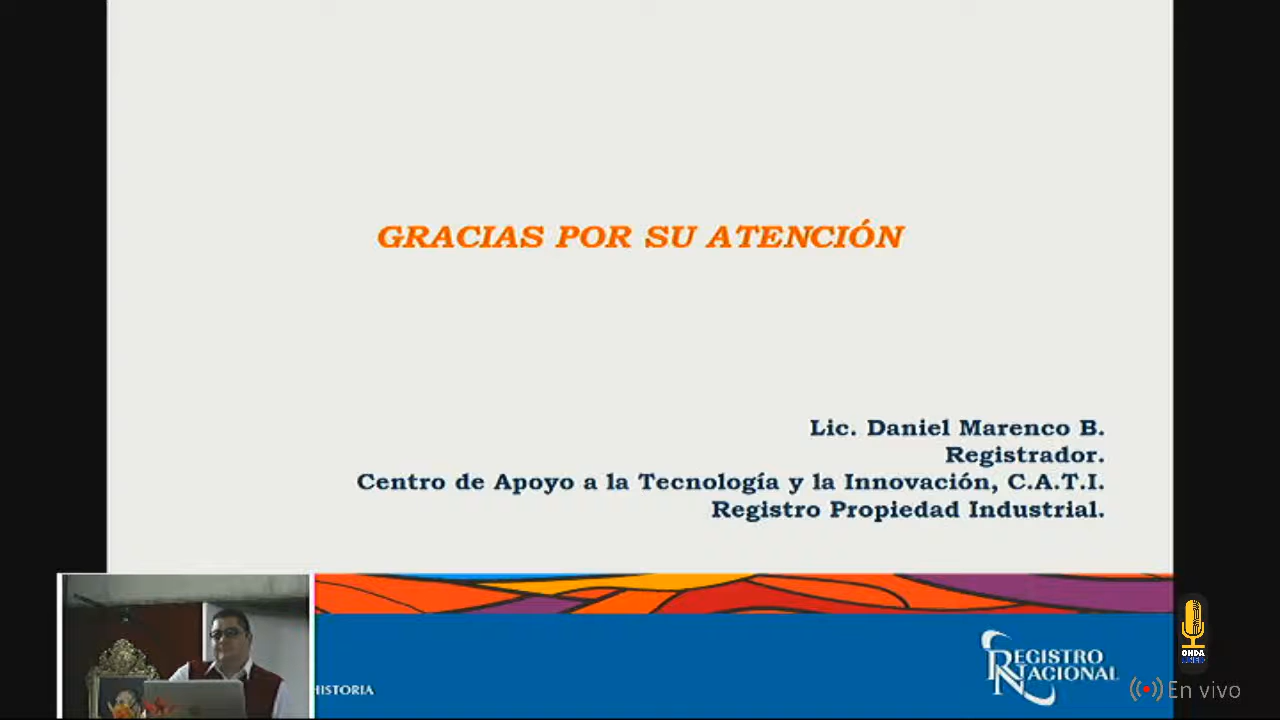 GRACIAS POR SU ATENCIÓN
Lic. Daniel Marenco B.
Registrador.
Centro de Apoyo a la Tecnología y la Innovación, C.A.T.I.
Registro Propiedad Industrial.
HISTORIA
REGISTRO
NACIONAL
ONDA
En vivo